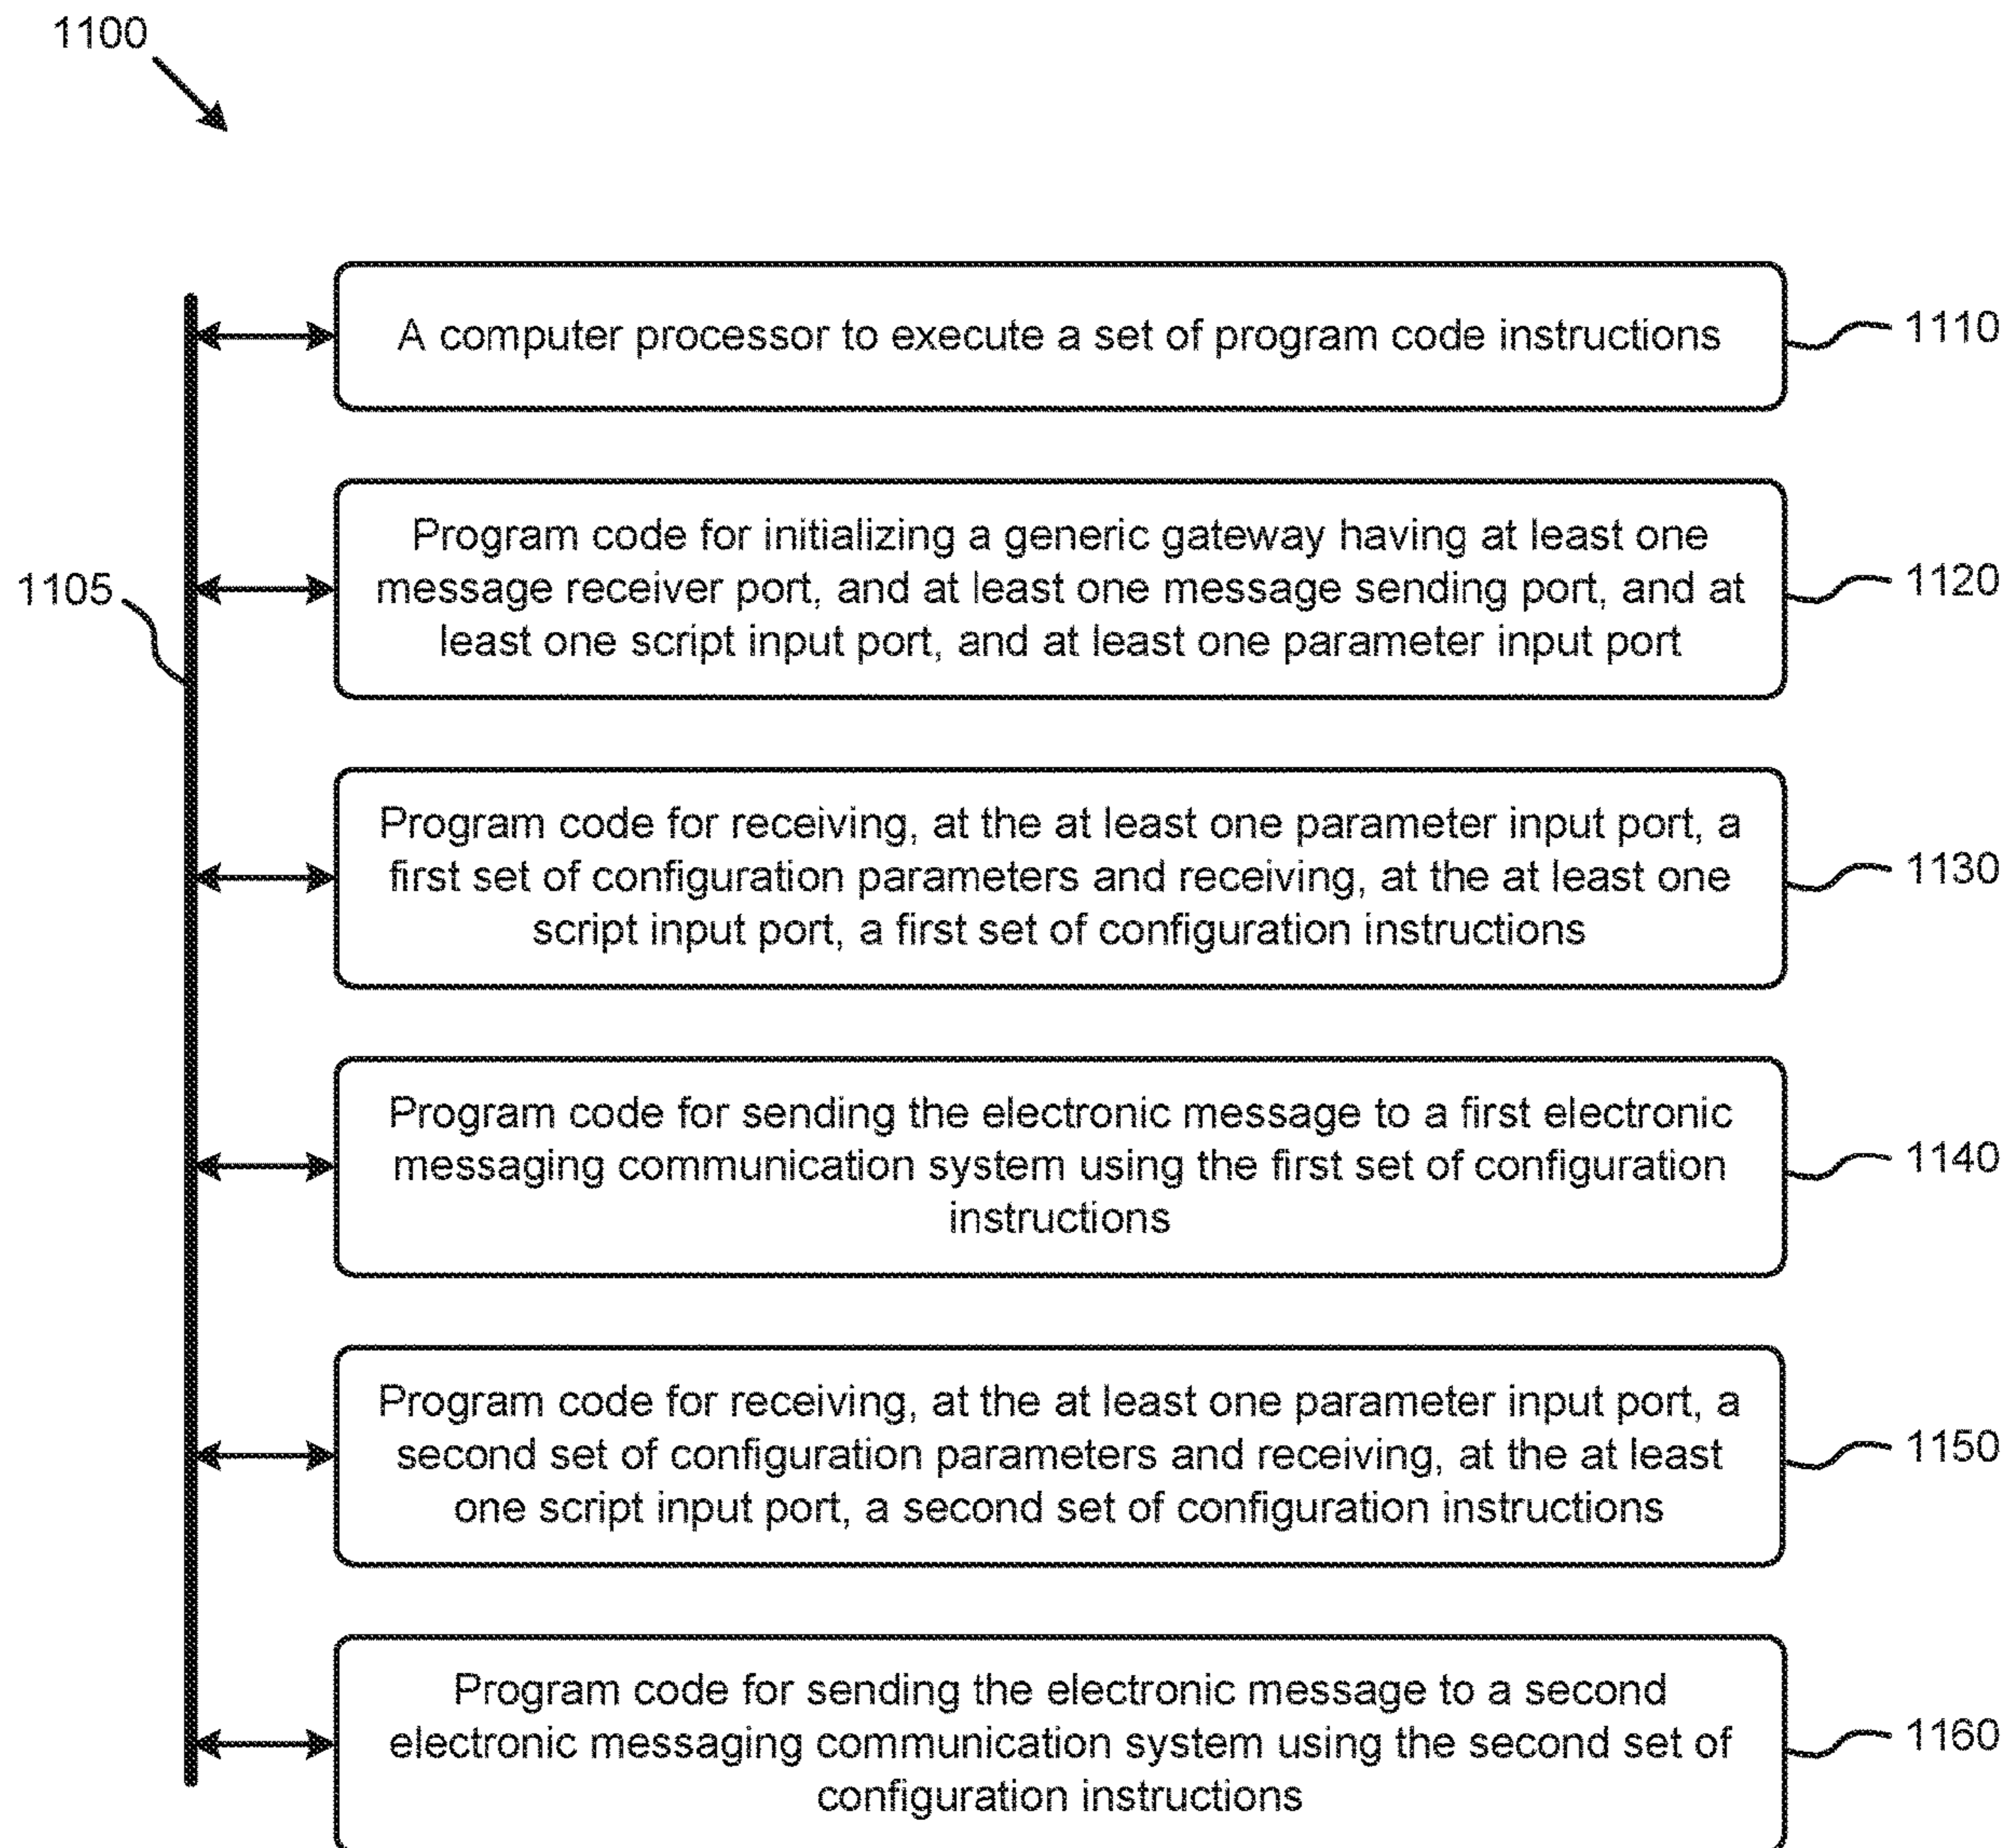 1100
A computer processor to execute a set of program code instructions
1110
Program code for initializing a generic gateway having at least one
message receiver port, and at least one message sending port, and at
least one script input port, and at least one parameter input port
1120
1105
Program code for receiving, at the at least one parameter input port, a
first set of configuration parameters and receiving, at the at least one
script input port, a first set of configuration instructions
1130
Program code for sending the electronic message to a first electronic
messaging communication system using the first set of configuration
instructions
1140
Program code for receiving, at the at least one parameter input port, a
second set of configuration parameters and receiving, at the at least
one script input port, a second set of configuration instructions
1150
Program code for sending the electronic message to a second
electronic messaging communication system using the second set of
configuration instructions
1160